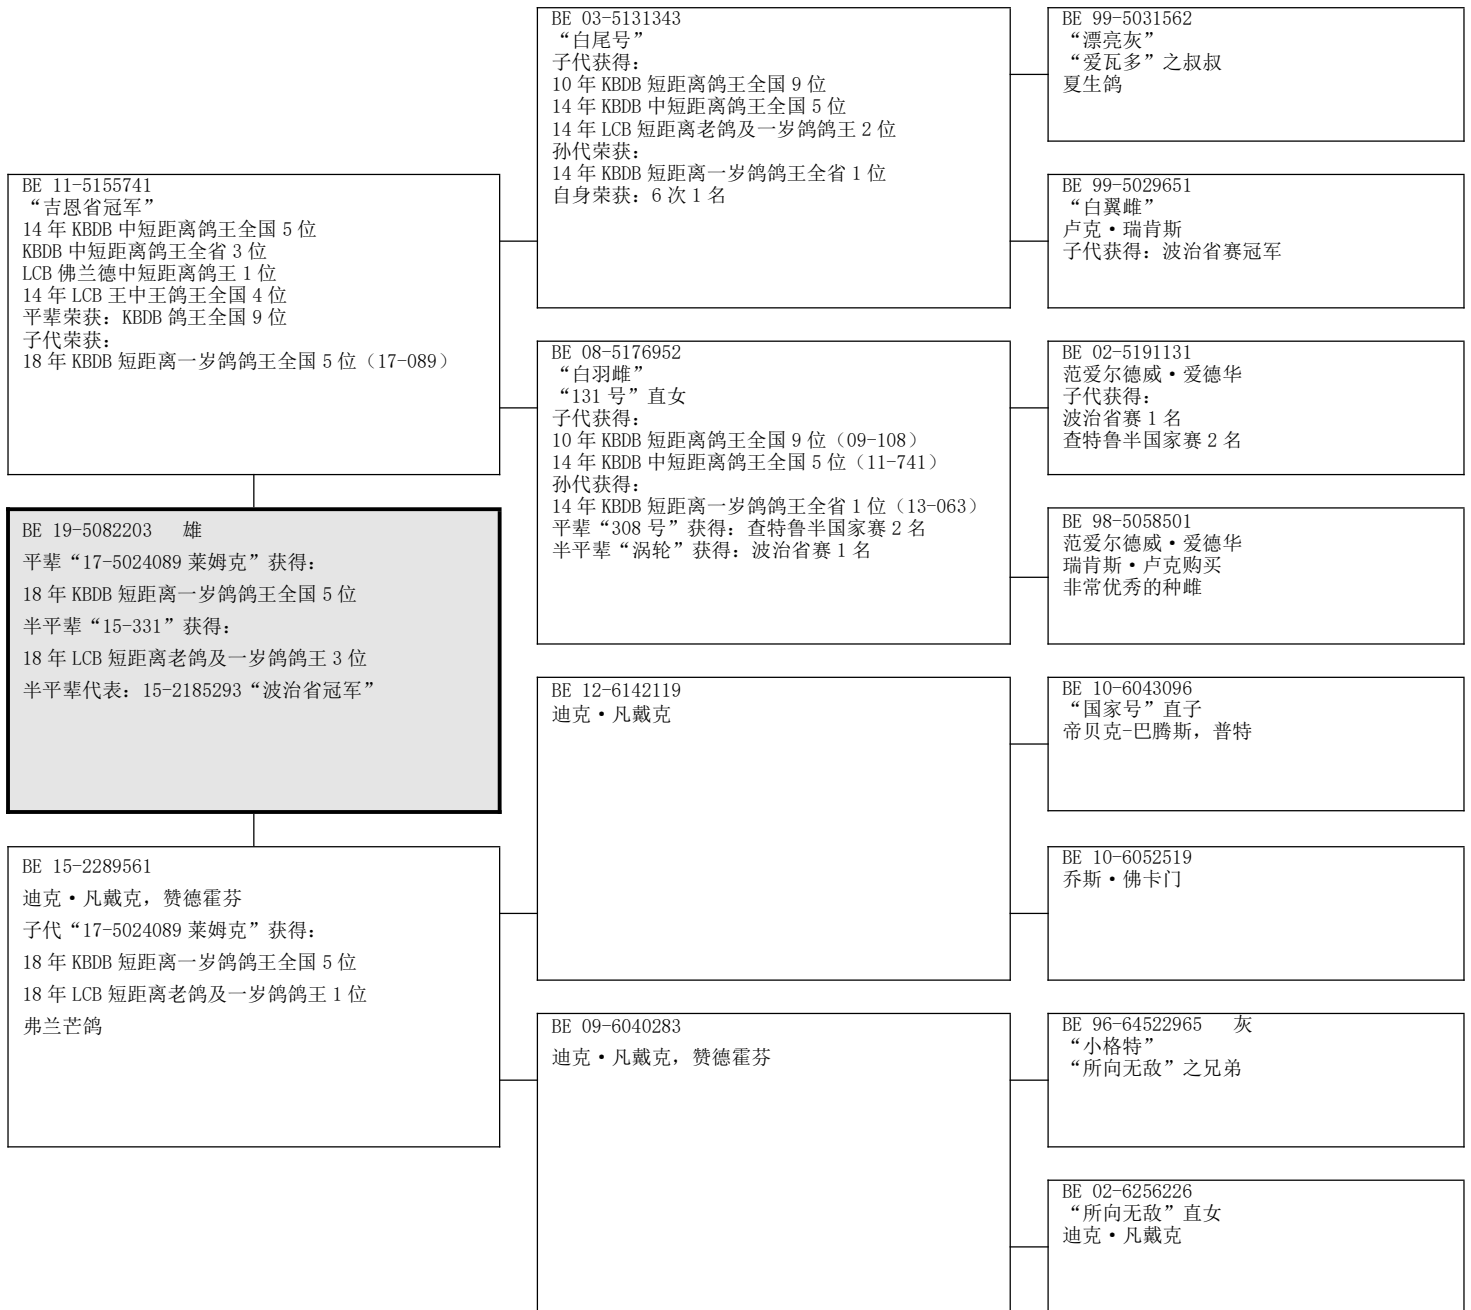 BE 11-5155741
“吉恩省冠军”
14 年 KBDB 中短距离鸽王全国 5 位
KBDB 中短距离鸽王全省 3 位
LCB 佛兰德中短距离鸽王 1 位
14 年 LCB 王中王鸽王全国 4 位
平辈荣获：KBDB 鸽王全国 9 位
子代荣获：
18 年 KBDB 短距离一岁鸽鸽王全国 5 位（17-089）
BE 19-5082203 雄
平辈“17-5024089 莱姆克”获得：
18 年 KBDB 短距离一岁鸽鸽王全国 5 位
半平辈“15-331”获得：
18 年 LCB 短距离老鸽及一岁鸽鸽王 3 位
半平辈代表：15-2185293“波治省冠军”
BE 15-2289561
迪克·凡戴克，赞德霍芬
子代“17-5024089 莱姆克”获得：
18 年 KBDB 短距离一岁鸽鸽王全国 5 位
18 年 LCB 短距离老鸽及一岁鸽鸽王 1 位
弗兰芒鸽
BE 03-5131343
“白尾号”
子代获得：
10 年 KBDB 短距离鸽王全国 9 位
14 年 KBDB 中短距离鸽王全国 5 位
14 年 LCB 短距离老鸽及一岁鸽鸽王 2 位
孙代荣获：
14 年 KBDB 短距离一岁鸽鸽王全省 1 位
自身荣获：6 次 1 名
BE 08-5176952
“白羽雌”
“131 号”直女
子代获得：
10 年 KBDB 短距离鸽王全国 9 位（09-108）
14 年 KBDB 中短距离鸽王全国 5 位（11-741）
孙代获得：
14 年 KBDB 短距离一岁鸽鸽王全省 1 位（13-063）
平辈“308 号”获得：查特鲁半国家赛 2 名
半平辈“涡轮”获得：波治省赛 1 名
BE 12-6142119
迪克·凡戴克
BE 09-6040283
迪克·凡戴克，赞德霍芬
BE 99-5031562
“漂亮灰”
“爱瓦多”之叔叔
夏生鸽
BE 99-5029651
“白翼雌”
卢克·瑞肯斯
子代获得：波治省赛冠军
BE 02-5191131
范爱尔德威·爱德华
子代获得：
波治省赛 1 名
查特鲁半国家赛 2 名
BE 98-5058501
范爱尔德威·爱德华
瑞肯斯·卢克购买
非常优秀的种雌
BE 10-6043096
“国家号”直子
帝贝克-巴腾斯，普特
BE 10-6052519
乔斯·佛卡门
BE 96-64522965 灰
“小格特”
“所向无敌”之兄弟
BE 02-6256226
“所向无敌”直女
迪克·凡戴克